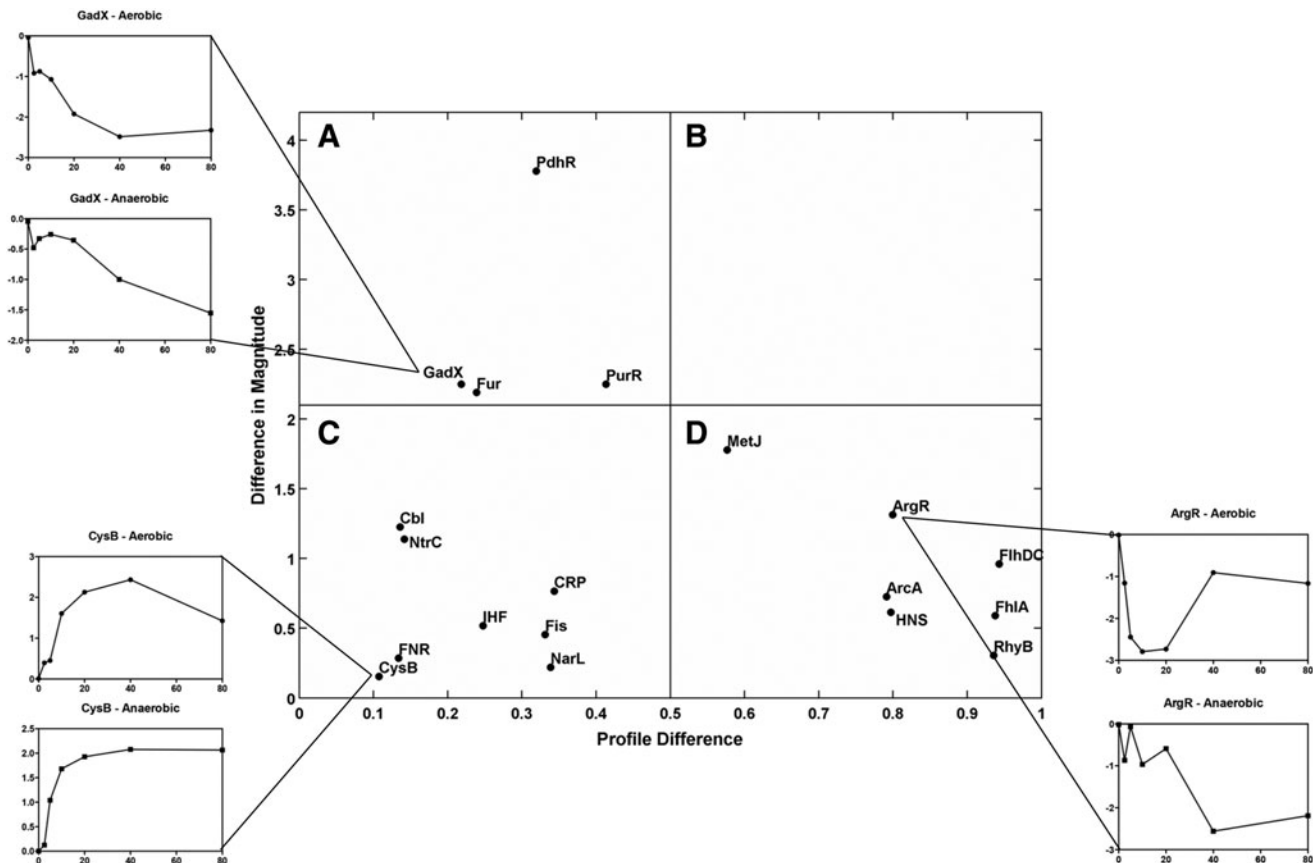 GadX - Aerobic
0
-1
-2
-3
0 20 40 60 80
GadX - Anaerobic
0.0
-0.5
-1.0
-1.5
-2.0
0 20 40 60 80
CysB - Aerobic
3
2
1
0
0 20 40 60 80
CysB - Anaerobic
2.5
2.0
1.5
1.0
0.5
0.0
0 20 40 60 80
Difference in Magnitude
4
3.5
3
2.5
2
1.5
1
0.5
0
A
PdhR
GadX
Fur
PurR
B
C
Cbl
NtrC
CRP
IHF
Fis
FNR
NarL
CysB
D
MetJ
ArgR
FlhDC
ArcA
HNS
FhlA
RhyB
0 0.1 0.2 0.3 0.4 0.5 0.6 0.7 0.8 0.9 1
Profile Difference
ArgR - Aerobic
0
-1
-2
-3
0 20 40 60 80
ArgR - Anaerobic
0
-1
-2
-3
0 20 40 60 80